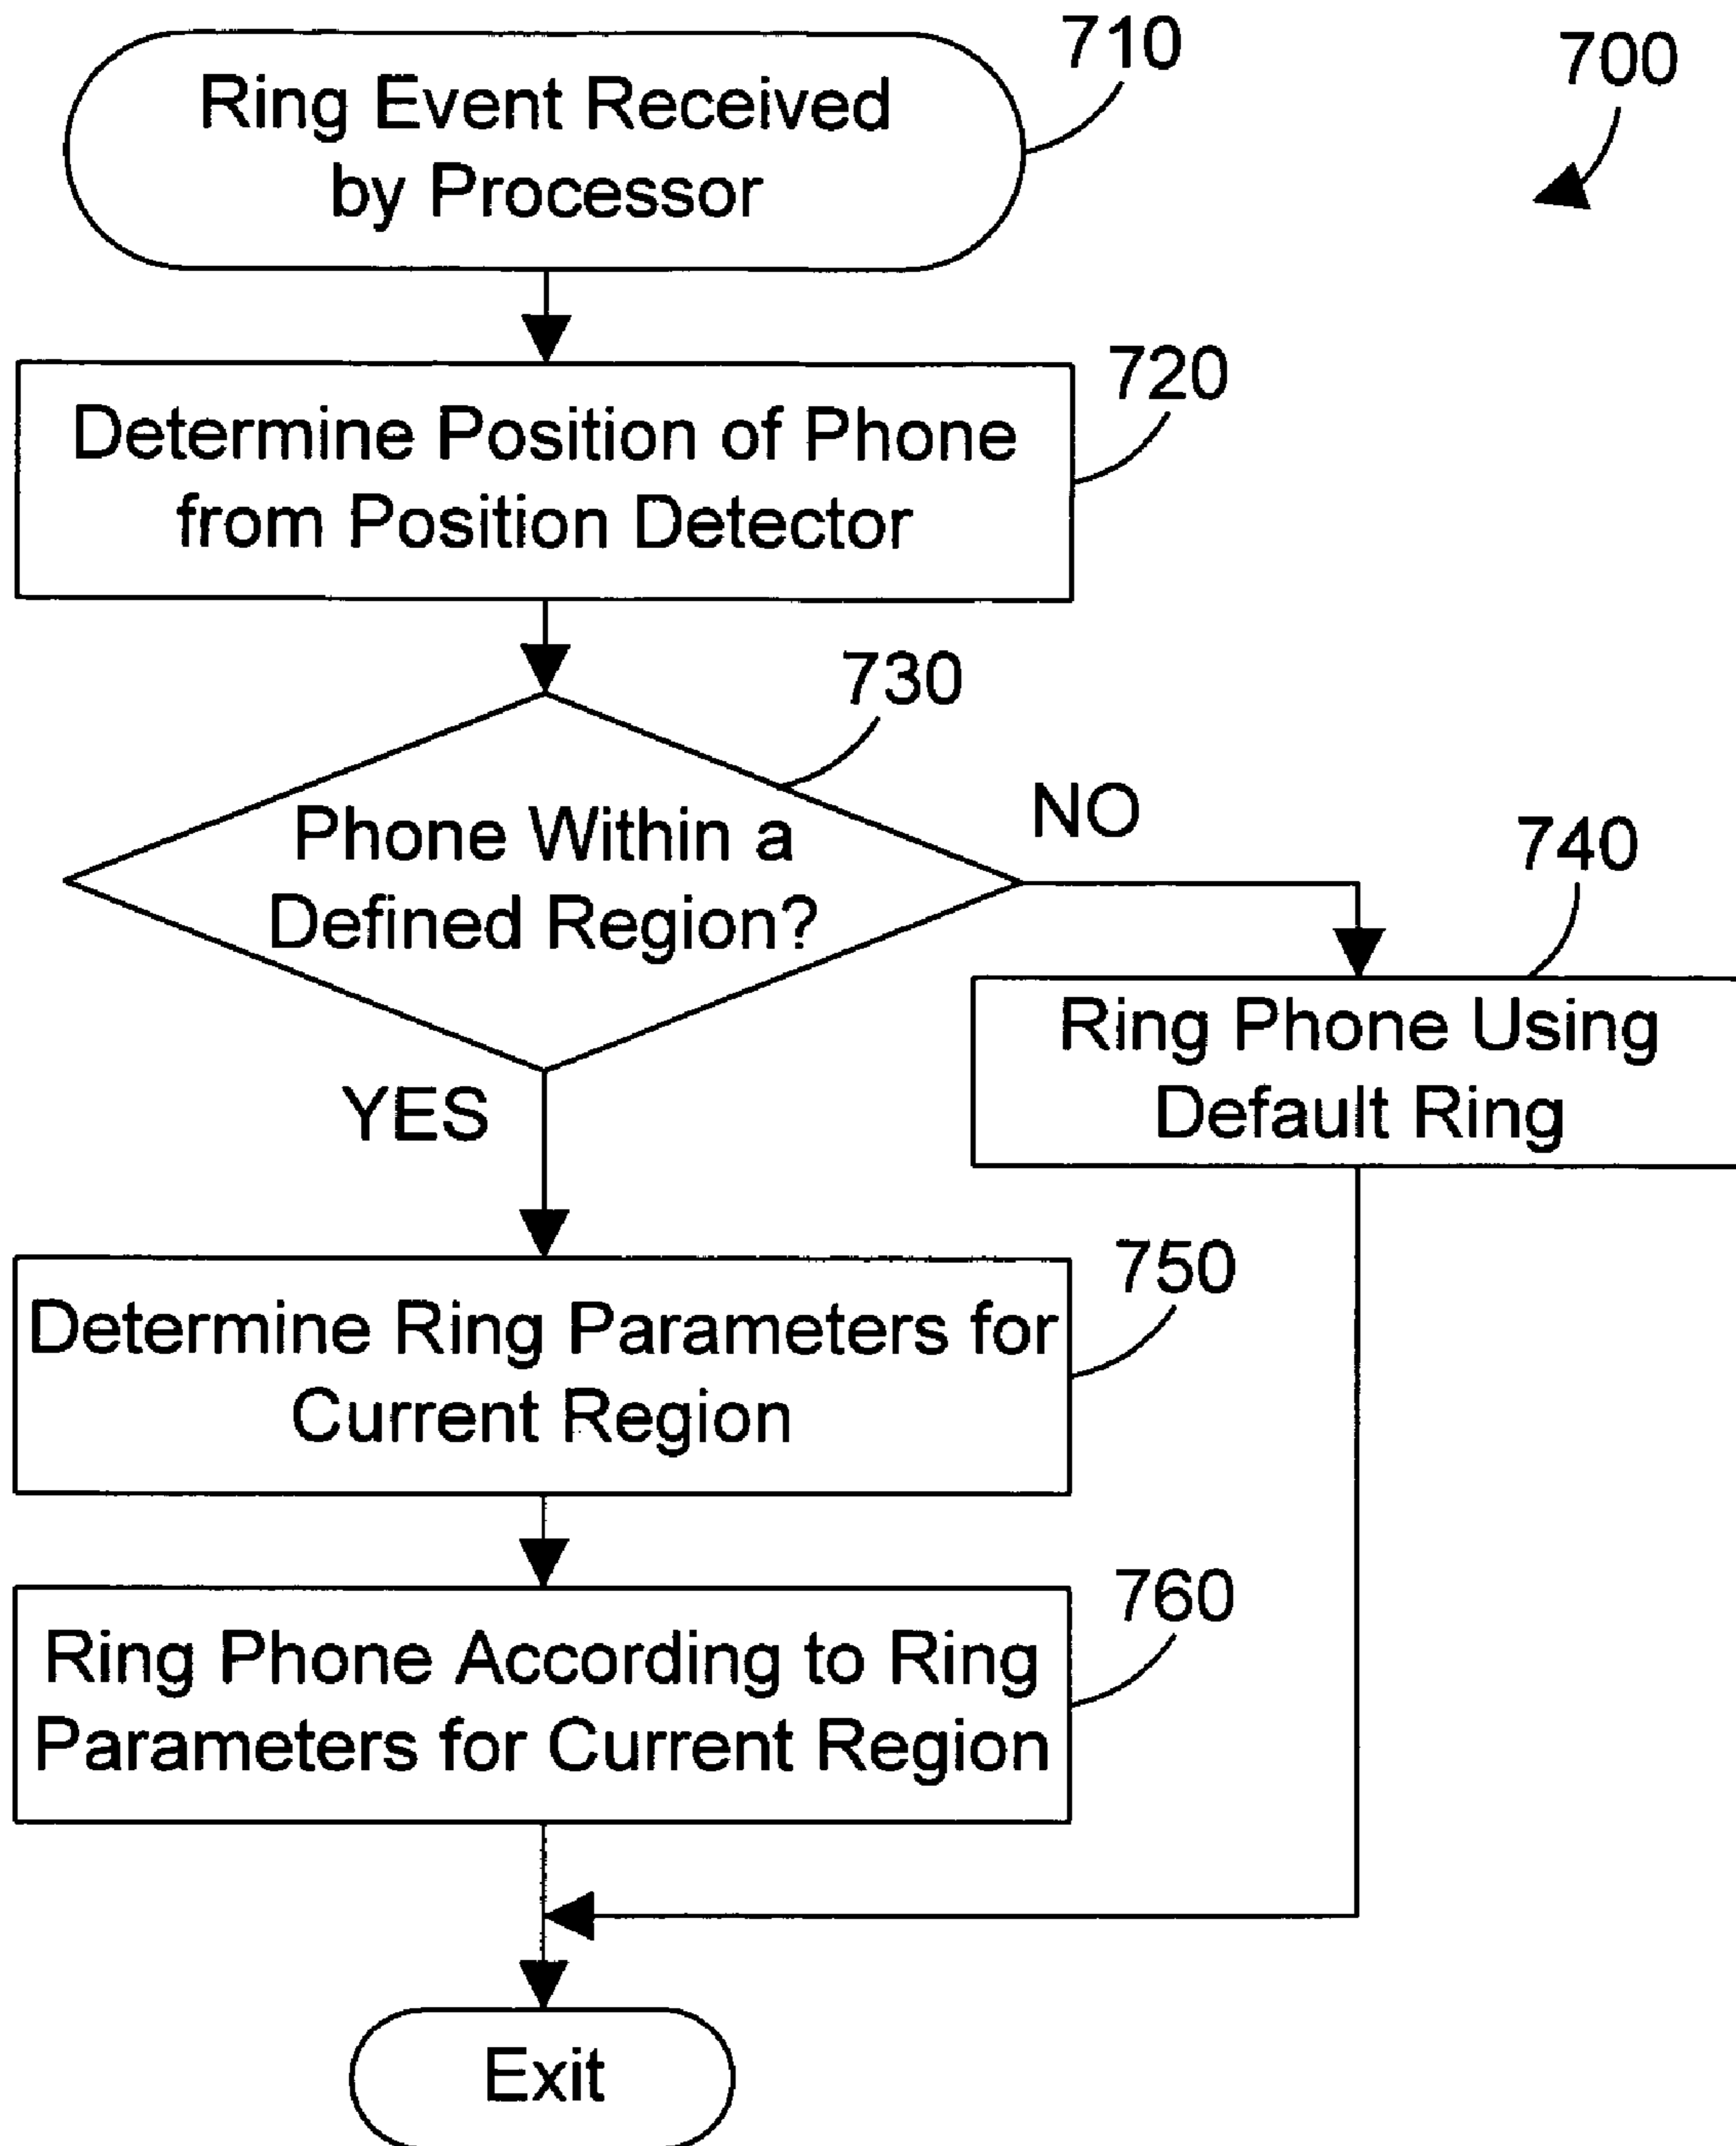 710
700
Ring Event Received
by Processor
720
Determine Position of Phone
from Position Detector
730
Phone Within a
Defined Region?
NO
YES
740
Ring Phone Using
Default Ring
750
Determine Ring Parameters for
Current Region
760
Ring Phone According to Ring
Parameters for Current Region
Exit